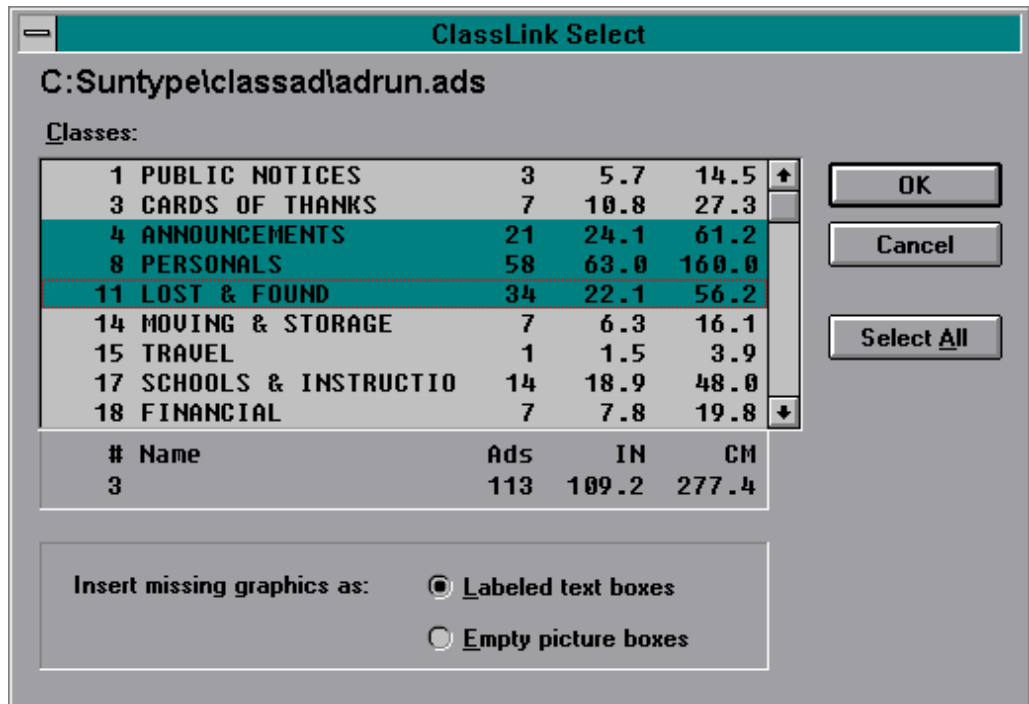 ClassLink Select
C:Suntype\classad\adrun.ads
Classes:
1 PUBLIC NOTICES 3 5.7 14.5
3 CARDS OF THANKS 7 10.8 27.3
4 ANNOUNCEMENTS 21 24.1 61.2
8 PERSONALS 58 63.0 160.0
11 LOST & FOUND 34 22.1 56.2
14 MOVING & STORAGE 7 6.3 16.1
15 TRAVEL 1 1.5 3.9
17 SCHOOLS & INSTRUCTIO 14 18.9 48.0
18 FINANCIAL 7 7.8 19.8
# Name Ads IN CM
3 113 109.2 277.4
OK
Cancel
Select All
Insert missing graphics as:
Labeled text boxes
Empty picture boxes